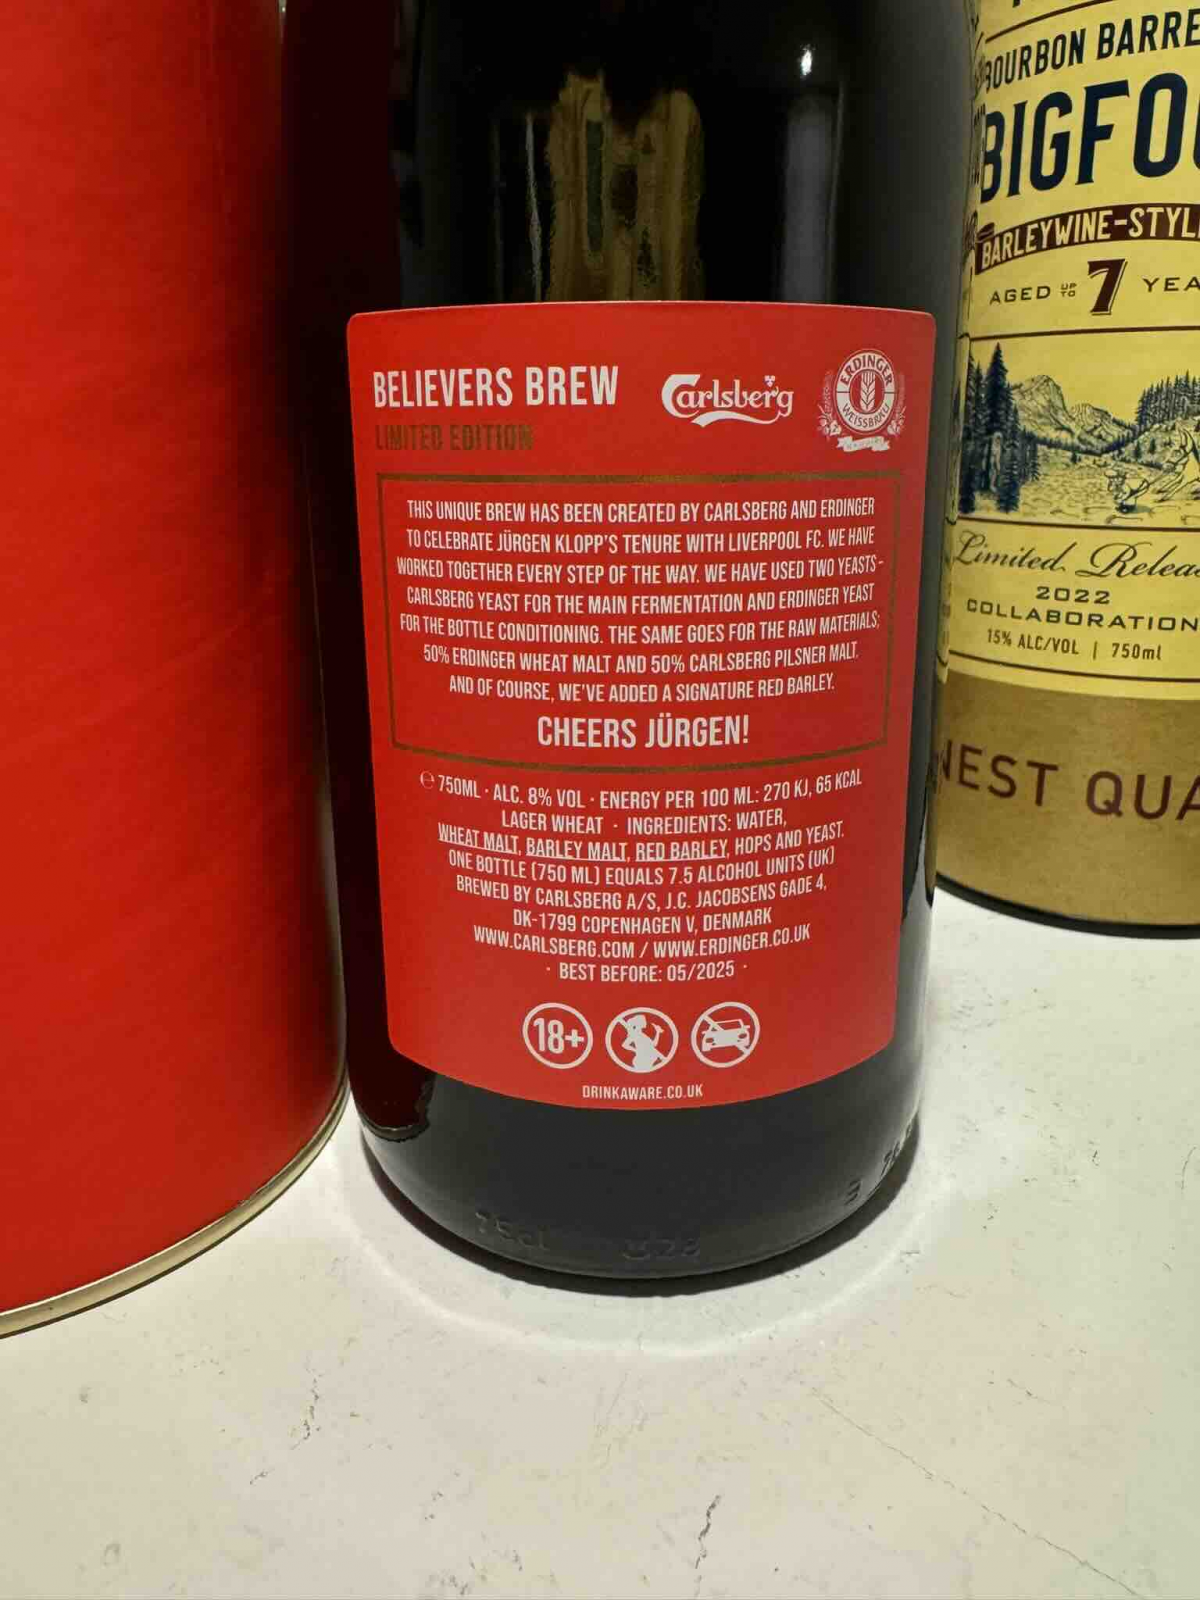 BELIEVERS BREW
LIMITED EDITION
Carlsberg
ERDINGER
WEISSBRÄU
THIS UNIQUE BREW HAS BEEN CREATED BY CARLSBERG AND ERDINGER
TO CELEBRATE JÜRGEN KLOPP'S TENURE WITH LIVERPOOL FC. WE HAVE
WORKED TOGETHER EVERY STEP OF THE WAY. WE HAVE USED TWO YEASTS -
CARLSBERG YEAST FOR THE MAIN FERMENTATION AND ERDINGER YEAST
FOR THE BOTTLE CONDITIONING. THE SAME GOES FOR THE RAW MATERIALS;
50% ERDINGER WHEAT MALT AND 50% CARLSBERG PILSNER MALT.
AND OF COURSE, WE'VE ADDED A SIGNATURE RED BARLEY.
CHEERS JÜRGEN!
℮ 750ML · ALC. 8% VOL · ENERGY PER 100 ML: 270 KJ, 65 KCAL
LAGER WHEAT · INGREDIENTS: WATER,
WHEAT MALT, BARLEY MALT, RED BARLEY, HOPS AND YEAST.
ONE BOTTLE (750 ML) EQUALS 7.5 ALCOHOL UNITS (UK)
BREWED BY CARLSBERG A/S, J.C. JACOBSENS GADE 4,
DK-1799 COPENHAGEN V, DENMARK
WWW.CARLSBERG.COM / WWW.ERDINGER.CO.UK
· BEST BEFORE: 05/2025 ·
18+
DRINKAWARE.CO.UK
75cl
3
BOURBON BARRE
BIGFOO
BARLEYWINE-STYL
AGED UP TO 7 YEA
Limited Releas
2022
COLLABORATION
15% ALC/VOL | 750ml
NEST QUA